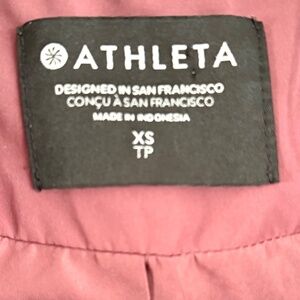 ATHLETA
DESIGNED IN SAN FRANCISCO
CONÇU À SAN FRANCISCO
MADE IN INDONESIA
XS
TP